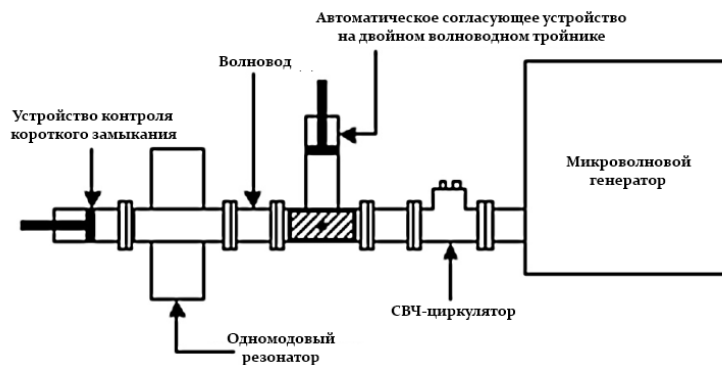 Автоматическое согласующее устройство
на двойном волноводном тройнике
Волновод
Устройство контроля
короткого замыкания
Микроволновой
генератор
СВЧ-циркулятор
Одномодовый
резонатор